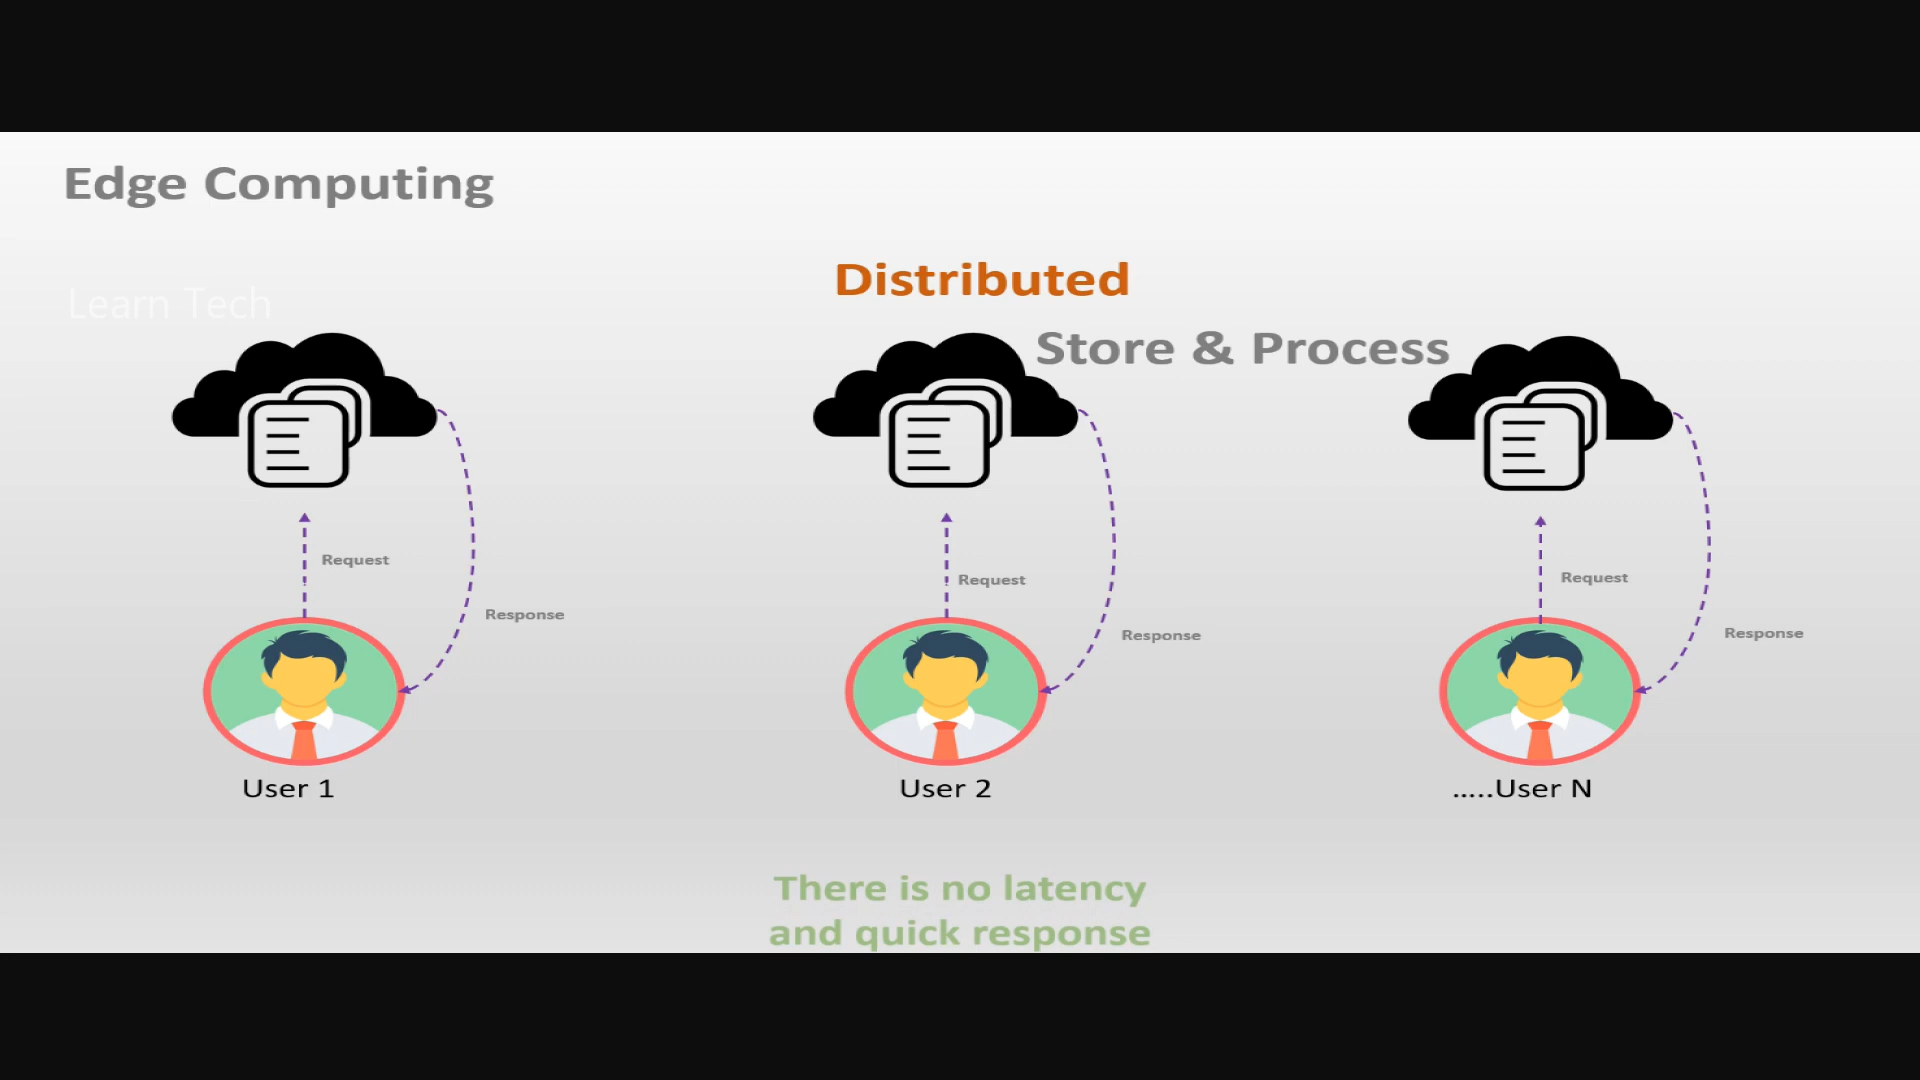 Edge Computing
Learn Tech
Distributed
Store & Process
Request
Response
Request
Response
Request
Response
User 1
User 2
.....User N
There is no latency
and quick response